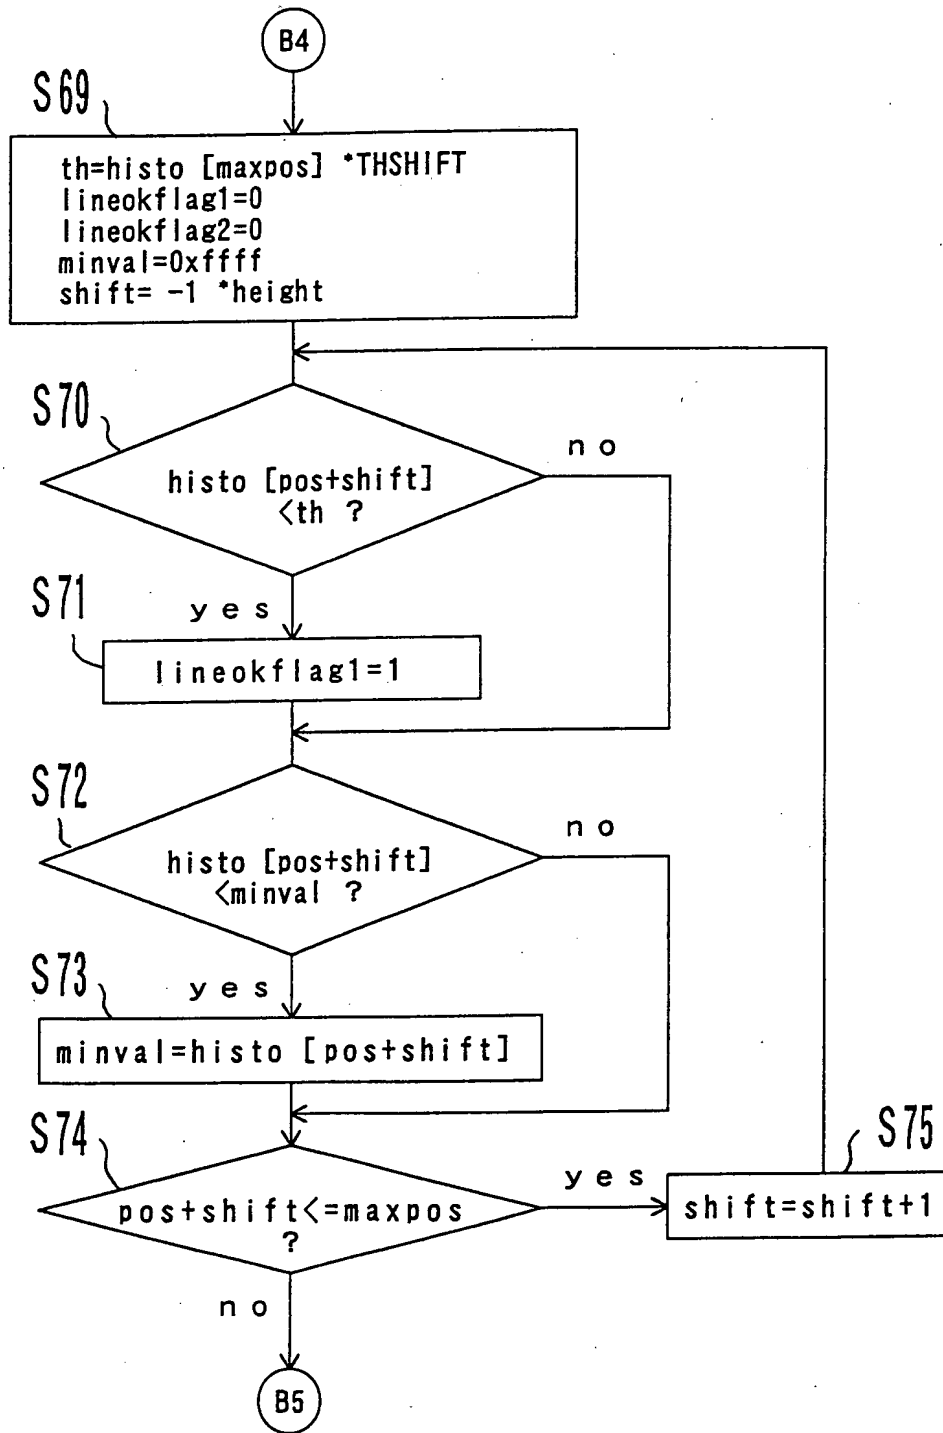 B4
S69
th=histo [maxpos] *THSHIFT
lineokflag1=0
lineokflag2=0
minval=0xffff
shift= -1 *height
S70
histo [pos+shift]
<th ?
no
yes
S71
lineokflag1=1
S72
histo [pos+shift]
<minval ?
no
yes
S73
minval=histo [pos+shift]
S74
pos+shift<=maxpos
?
yes
S75
shift=shift+1
no
B5